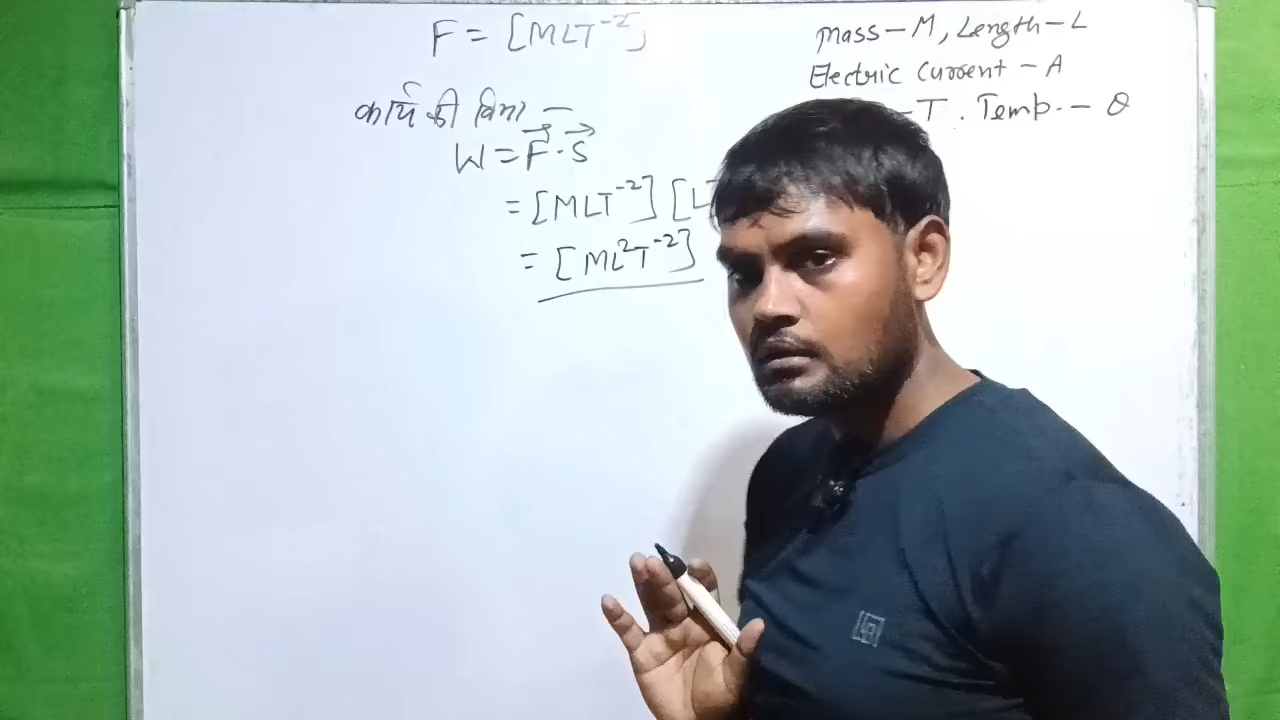 F = [MLT⁻²]
Mass – M, Length – L
Electric Current – A
– T . Temp. – θ
कार्य की विमा –
W = F⃗ · S⃗
= [MLT⁻²] [L
= [ML²T⁻²]